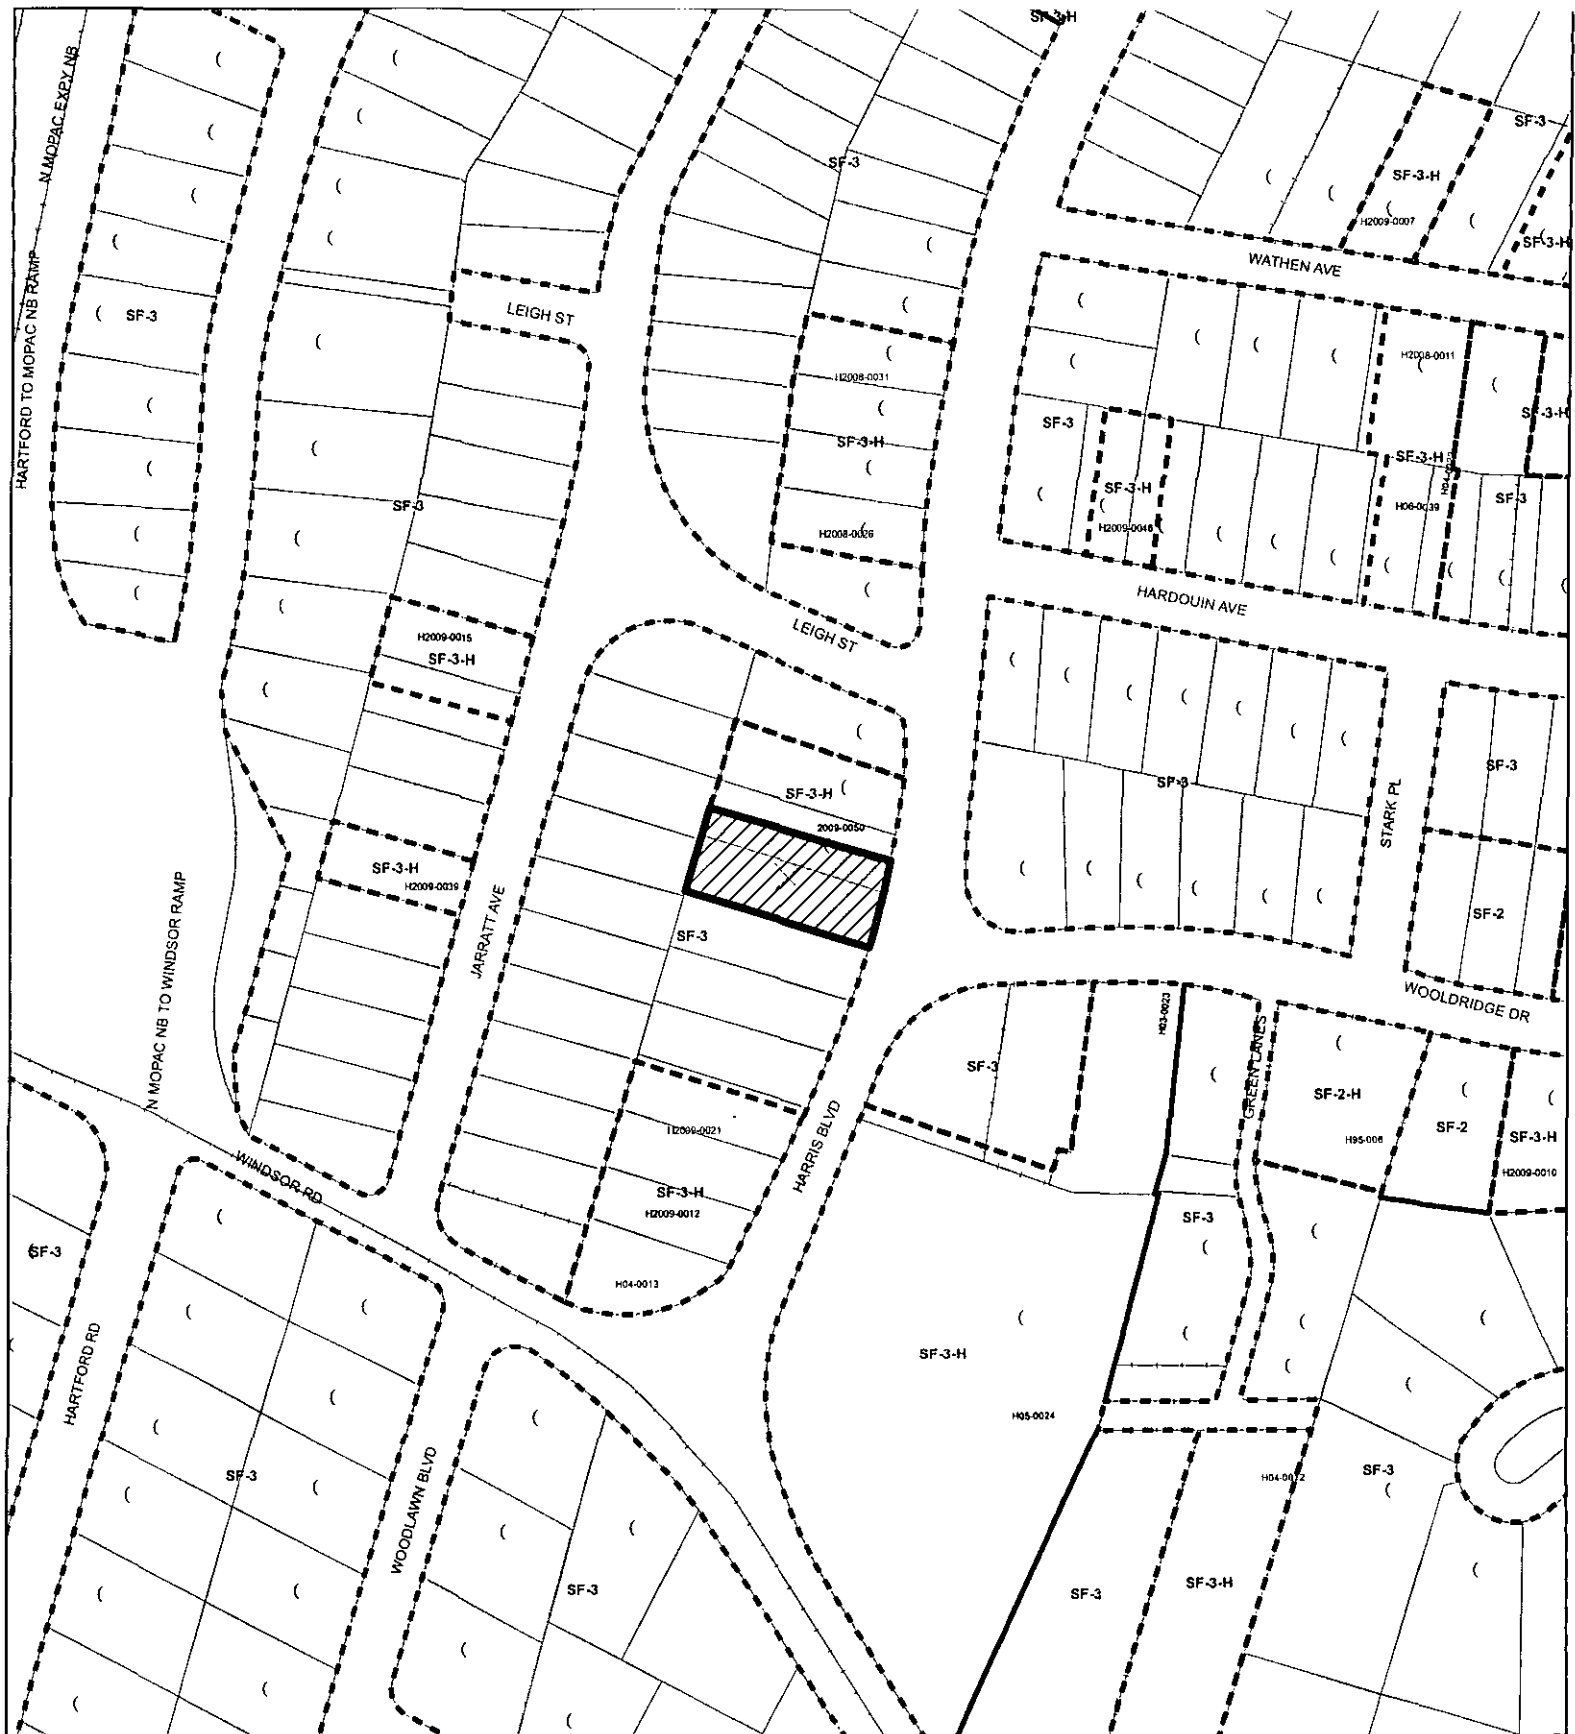 SF-3-H
N MOPAC EXPY NB
SF-3
SF-3
SF-3-H
H2009-0007
SF-3-H
WATHEN AVE
HARTFORD TO MOPAC NB RAMP
SF-3
LEIGH ST
H2008-0011
H2008-0031
SF-3-H
SF-3
SF-3-H
SF-3-H
SF-3-H
SF-3
SF-3
H06-0039
H2009-0046
H2008-0026
HARDOUIN AVE
LEIGH ST
H2009-0015
SF-3-H
SF-3
SF-3
SF-3-H
STARK PL
2009-0050
SF-3-H
H2009-0039
SF-2
JARRATT AVE
SF-3
N MOPAC NB TO WINDSOR RAMP
WOOLDRIDGE DR
H03-0023
GREEN LANES
SF-3
SF-2-H
H95-006
SF-2
SF-3-H
H2009-0010
H2009-0021
HARRIS BLVD
WINDSOR RD
SF-3-H
H2009-0012
SF-3
SF-3
H04-0013
SF-3-H
HARTFORD RD
H05-0024
SF-3
WOODLAWN BLVD
H04-0012
SF-3
SF-3
SF-3
SF-3-H